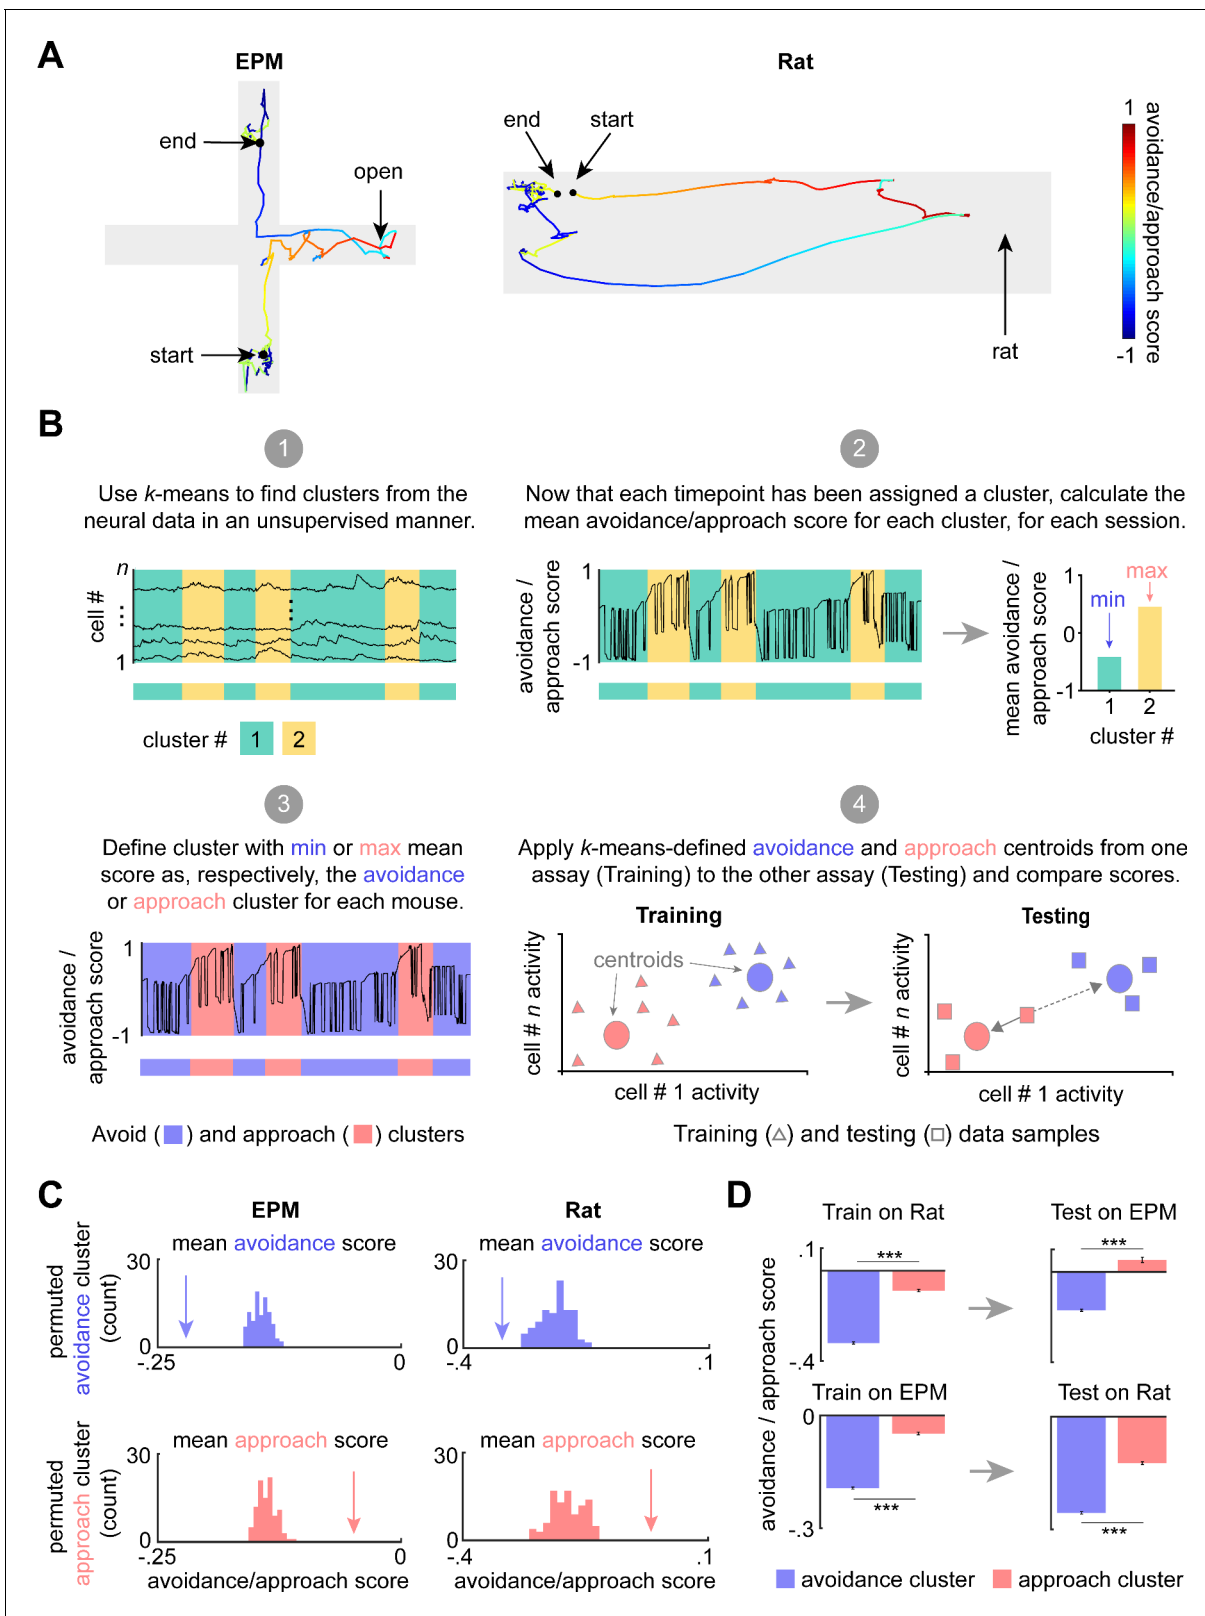 A
EPM
Rat
end
open
start
end
start
rat
1
avoidance/approach score
-1
B
1
Use k-means to find clusters from the
neural data in an unsupervised manner.
n
cell #
1
cluster # 1 2
2
Now that each timepoint has been assigned a cluster, calculate the
mean avoidance/approach score for each cluster, for each session.
avoidance /
approach score
1
-1
mean avoidance /
approach score
1
0
-1
min
max
1 2
cluster #
3
Define cluster with min or max mean
score as, respectively, the avoidance
or approach cluster for each mouse.
avoidance /
approach score
1
-1
Avoid ( ) and approach ( ) clusters
4
Apply k-means-defined avoidance and approach centroids from one
assay (Training) to the other assay (Testing) and compare scores.
Training
centroids
cell # n activity
cell # 1 activity
Testing
cell # n activity
cell # 1 activity
Training ( ) and testing ( ) data samples
C
EPM
Rat
permuted
avoidance cluster
(count)
mean avoidance score
30
0
-.25
0
mean avoidance score
30
0
-.4
.1
permuted
approach cluster
(count)
mean approach score
30
0
-.25
0
avoidance/approach score
mean approach score
30
0
-.4
.1
avoidance/approach score
D
avoidance / approach score
Train on Rat
.1
-.4
***
Test on EPM
***
Train on EPM
0
-.3
***
Test on Rat
***
avoidance cluster
approach cluster